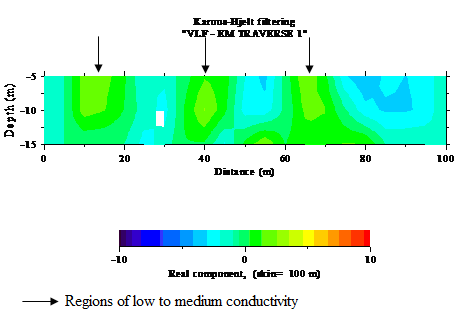 Karous-Hjelt filtering
"VLF - EM TRAVERSE 1"
Depth (m)
-5
-10
-15
0 20 40 60 80 100
Distance (m)
-10 0 10
Real component, (skin= 100 m)
Regions of low to medium conductivity